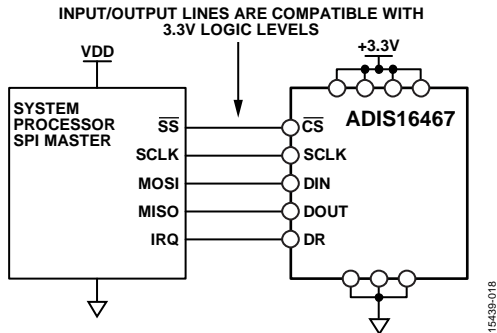 INPUT/OUTPUT LINES ARE COMPATIBLE WITH
3.3V LOGIC LEVELS
VDD
+3.3V
SYSTEM
PROCESSOR
SPI MASTER
ADIS16467
SS
CS
SCLK
SCLK
MOSI
DIN
MISO
DOUT
IRQ
DR
15439-018